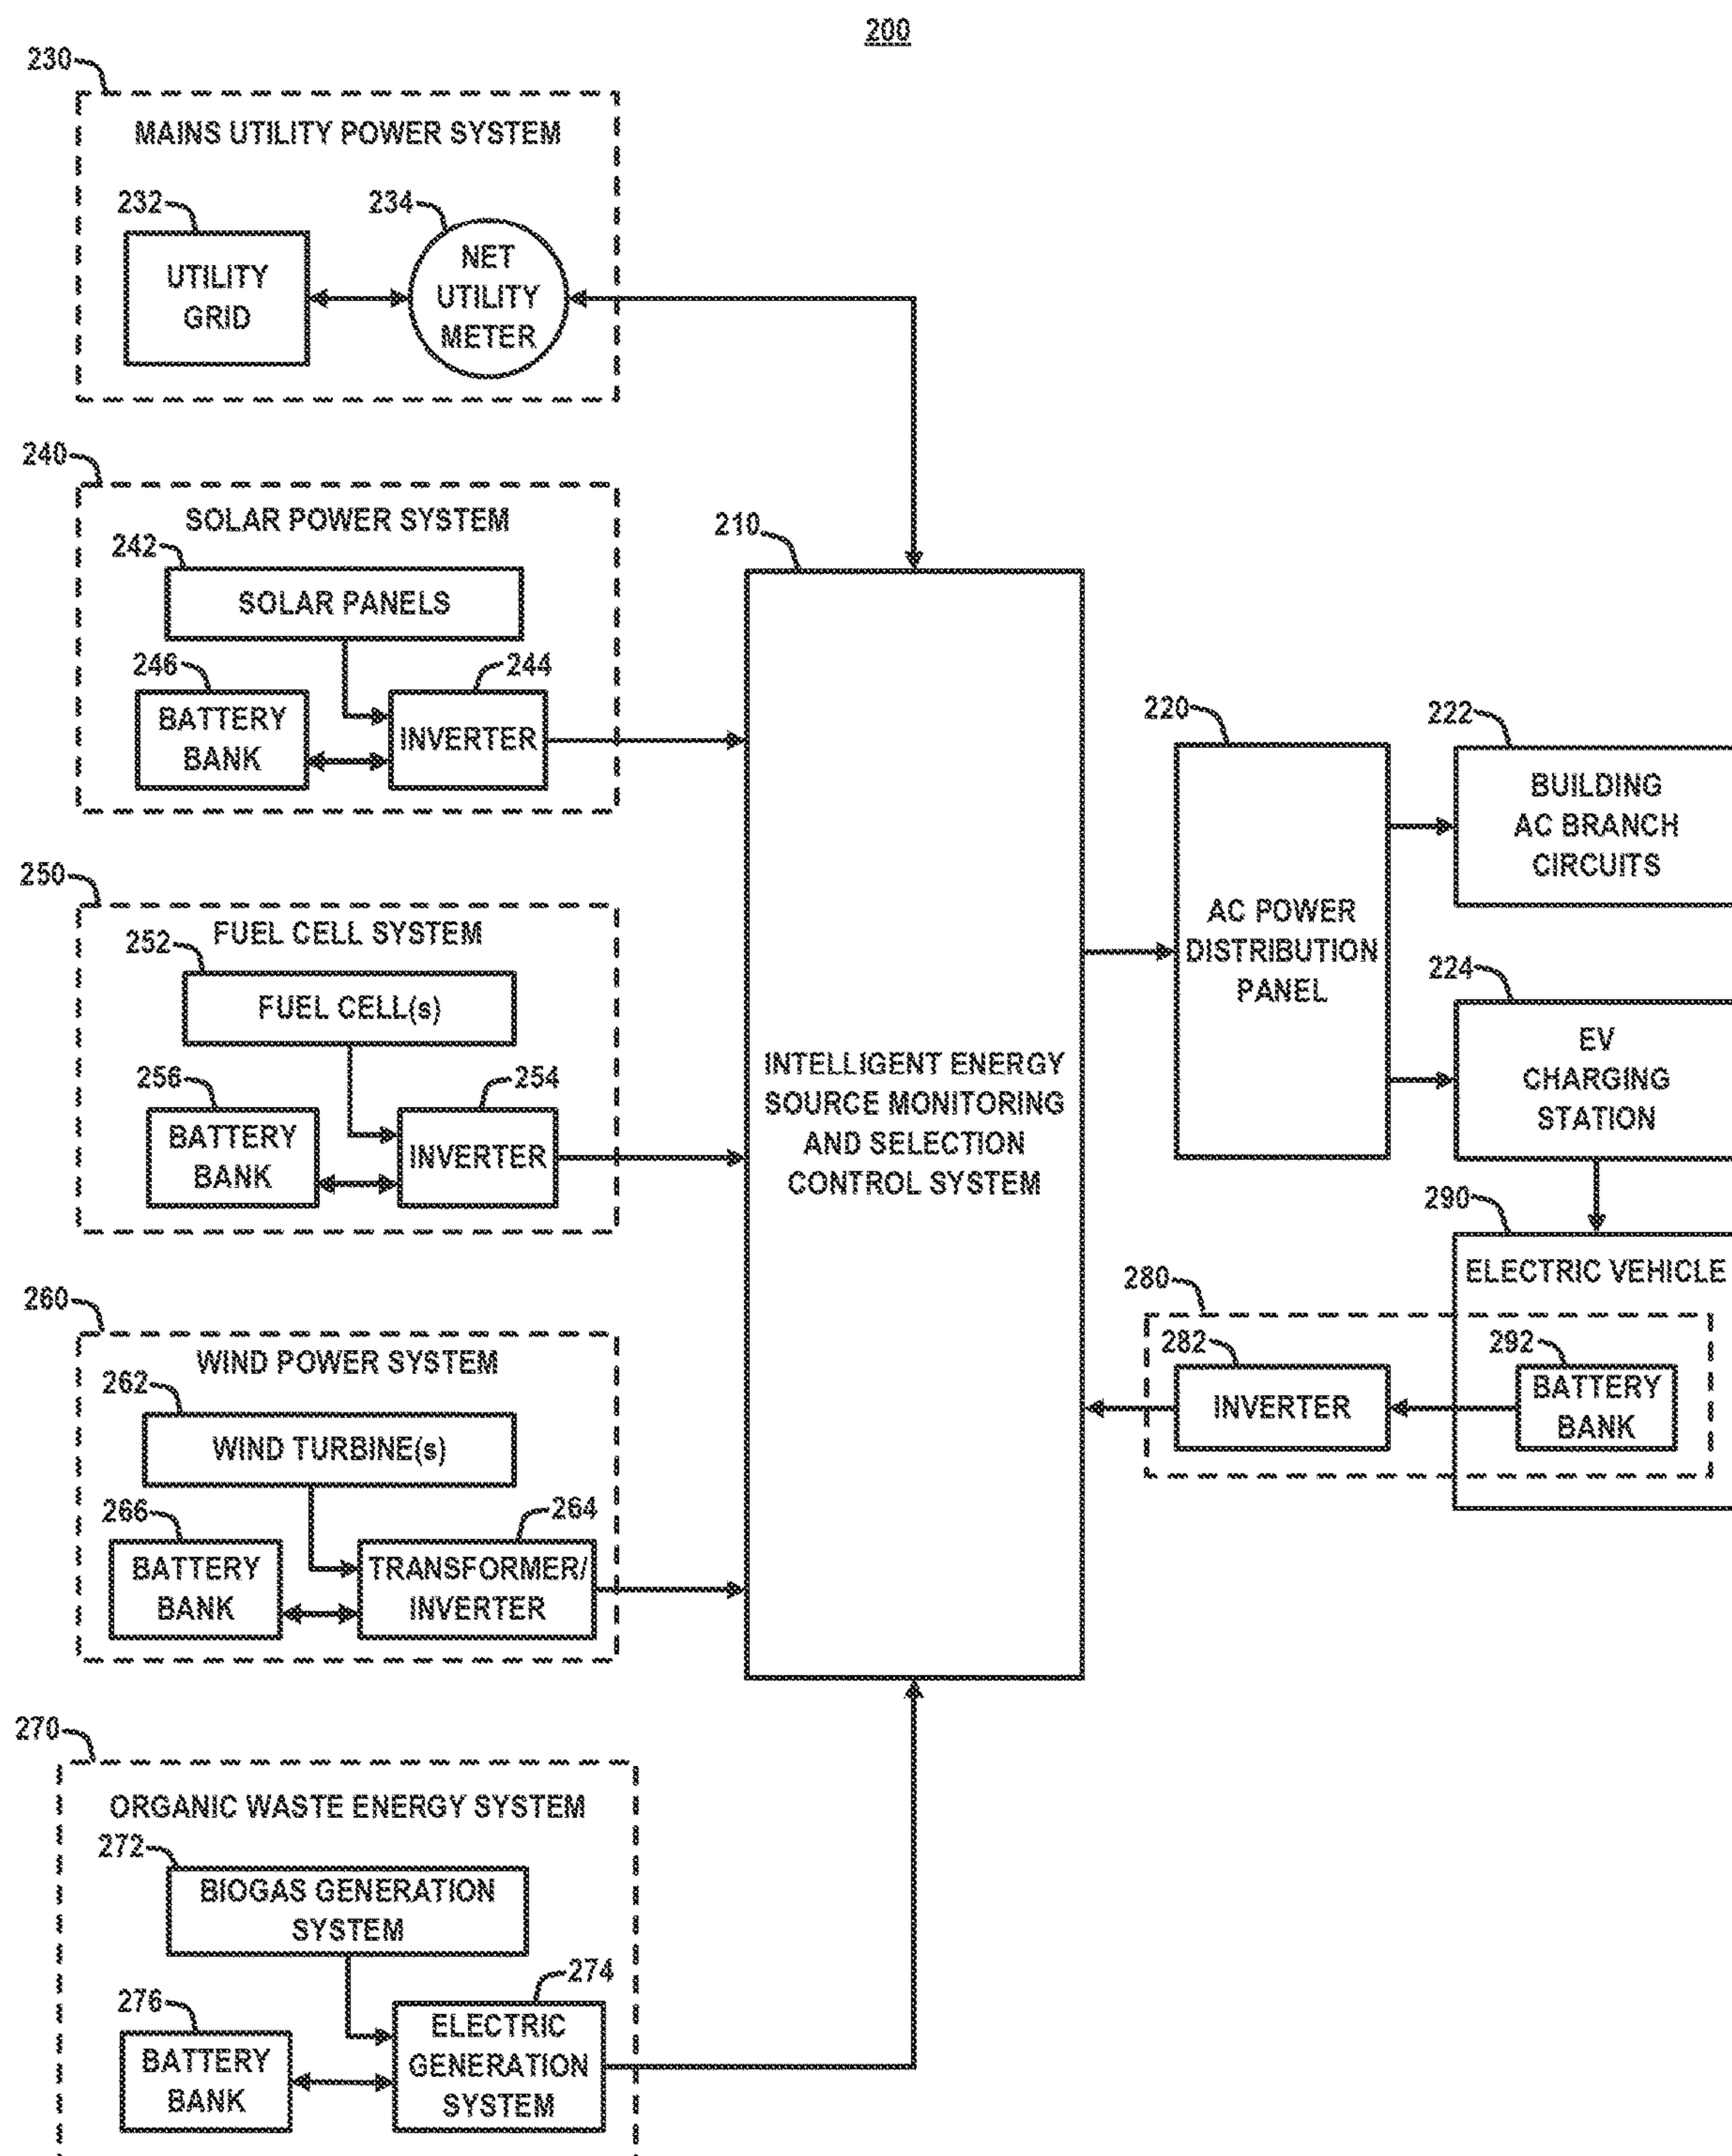 200
230
MAINS UTILITY POWER SYSTEM
232
234
UTILITY
GRID
NET
UTILITY
METER
240
SOLAR POWER SYSTEM
242
SOLAR PANELS
246
244
BATTERY
BANK
INVERTER
250
FUEL CELL SYSTEM
252
FUEL CELL(s)
256
254
BATTERY
BANK
INVERTER
260
WIND POWER SYSTEM
262
WIND TURBINE(s)
266
264
BATTERY
BANK
TRANSFORMER/
INVERTER
270
ORGANIC WASTE ENERGY SYSTEM
272
BIOGAS GENERATION
SYSTEM
276
274
BATTERY
BANK
ELECTRIC
GENERATION
SYSTEM
210
INTELLIGENT ENERGY
SOURCE MONITORING
AND SELECTION
CONTROL SYSTEM
220
AC POWER
DISTRIBUTION
PANEL
222
BUILDING
AC BRANCH
CIRCUITS
224
EV
CHARGING
STATION
290
ELECTRIC VEHICLE
280
282
INVERTER
292
BATTERY
BANK